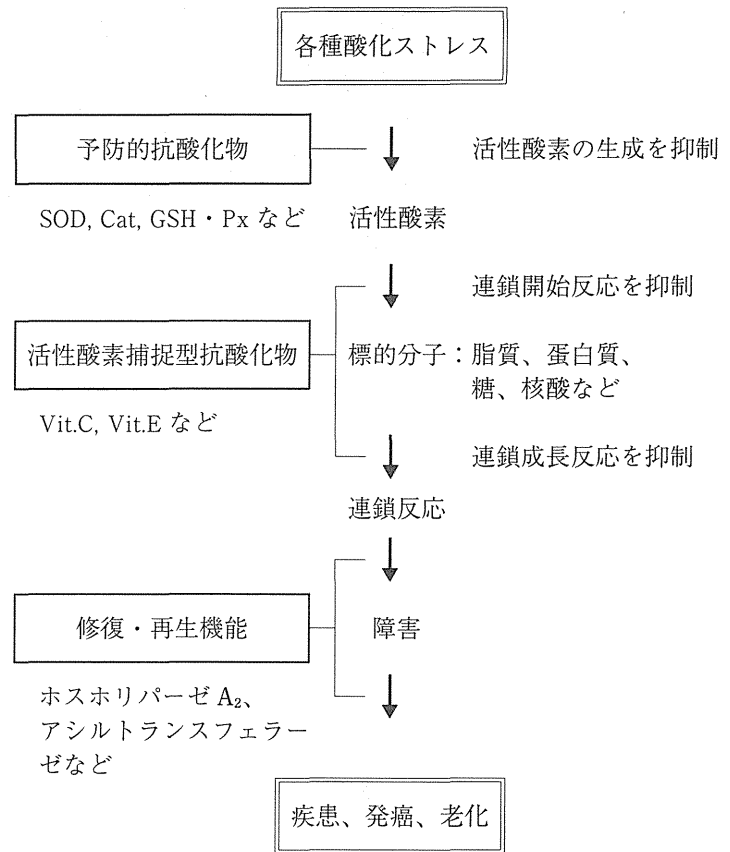 各種酸化ストレス
予防的抗酸化物
活性酸素の生成を抑制
SOD, Cat, GSH・Px など
活性酸素
連鎖開始反応を抑制
活性酸素捕捉型抗酸化物
標的分子：脂質、蛋白質、
糖、核酸など
Vit.C, Vit.E など
連鎖成長反応を抑制
連鎖反応
修復・再生機能
障害
ホスホリパーゼ A₂、
アシルトランスフェラー
ゼなど
疾患、発癌、老化